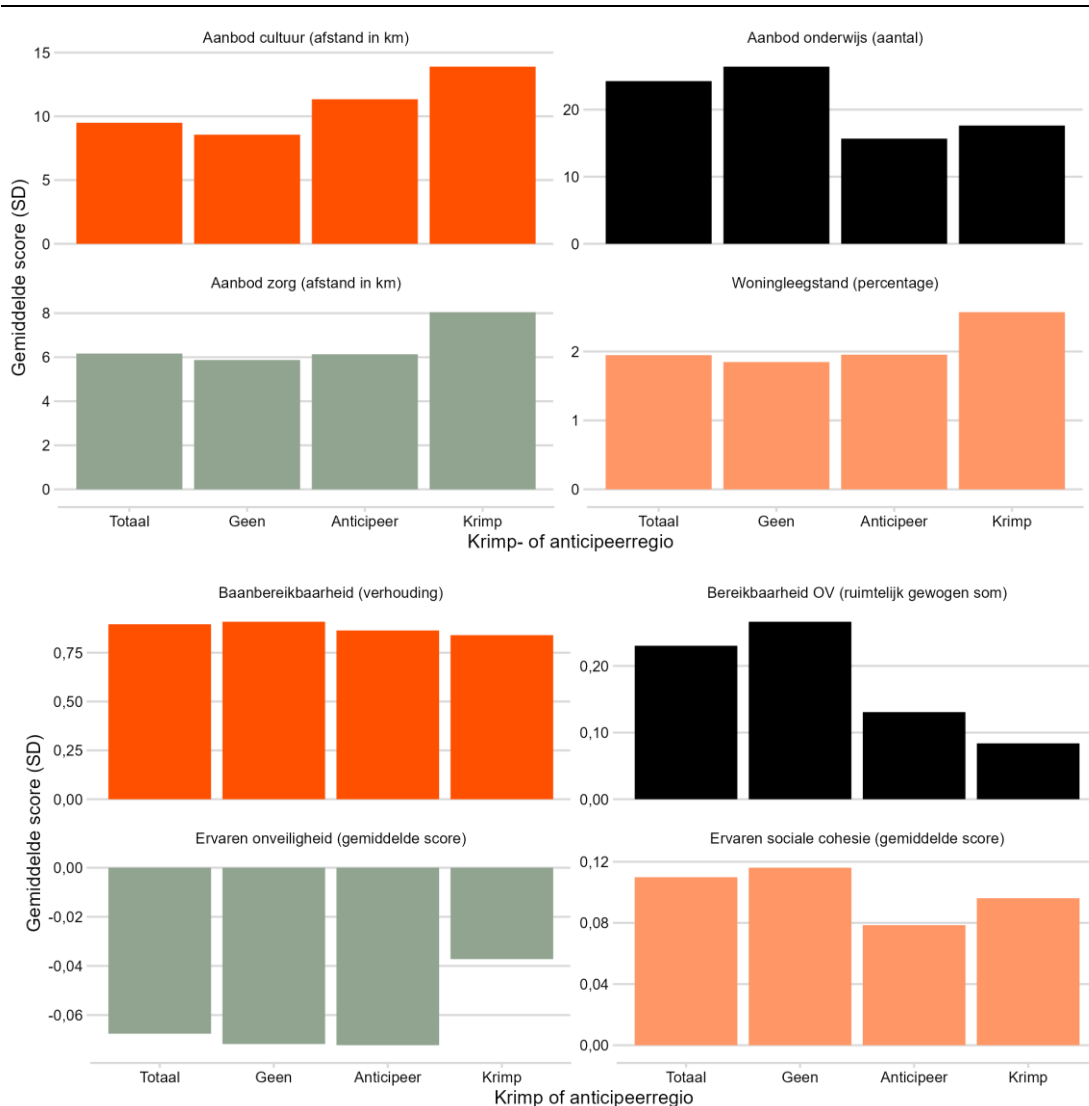 Aanbod cultuur (afstand in km)
Aanbod onderwijs (aantal)
15
10
5
0
20
10
0
Gemiddelde score (SD)
Aanbod zorg (afstand in km)
Woningleegstand (percentage)
8
6
4
2
0
2
1
0
Totaal Geen Anticipeer Krimp
Totaal Geen Anticipeer Krimp
Krimp- of anticipeerregio
Baanbereikbaarheid (verhouding)
Bereikbaarheid OV (ruimtelijk gewogen som)
0,75
0,50
0,25
0,00
0,20
0,10
0,00
Gemiddelde score (SD)
Ervaren onveiligheid (gemiddelde score)
Ervaren sociale cohesie (gemiddelde score)
0,00
-0,02
-0,04
-0,06
0,12
0,08
0,04
0,00
Totaal Geen Anticipeer Krimp
Totaal Geen Anticipeer Krimp
Krimp of anticipeerregio